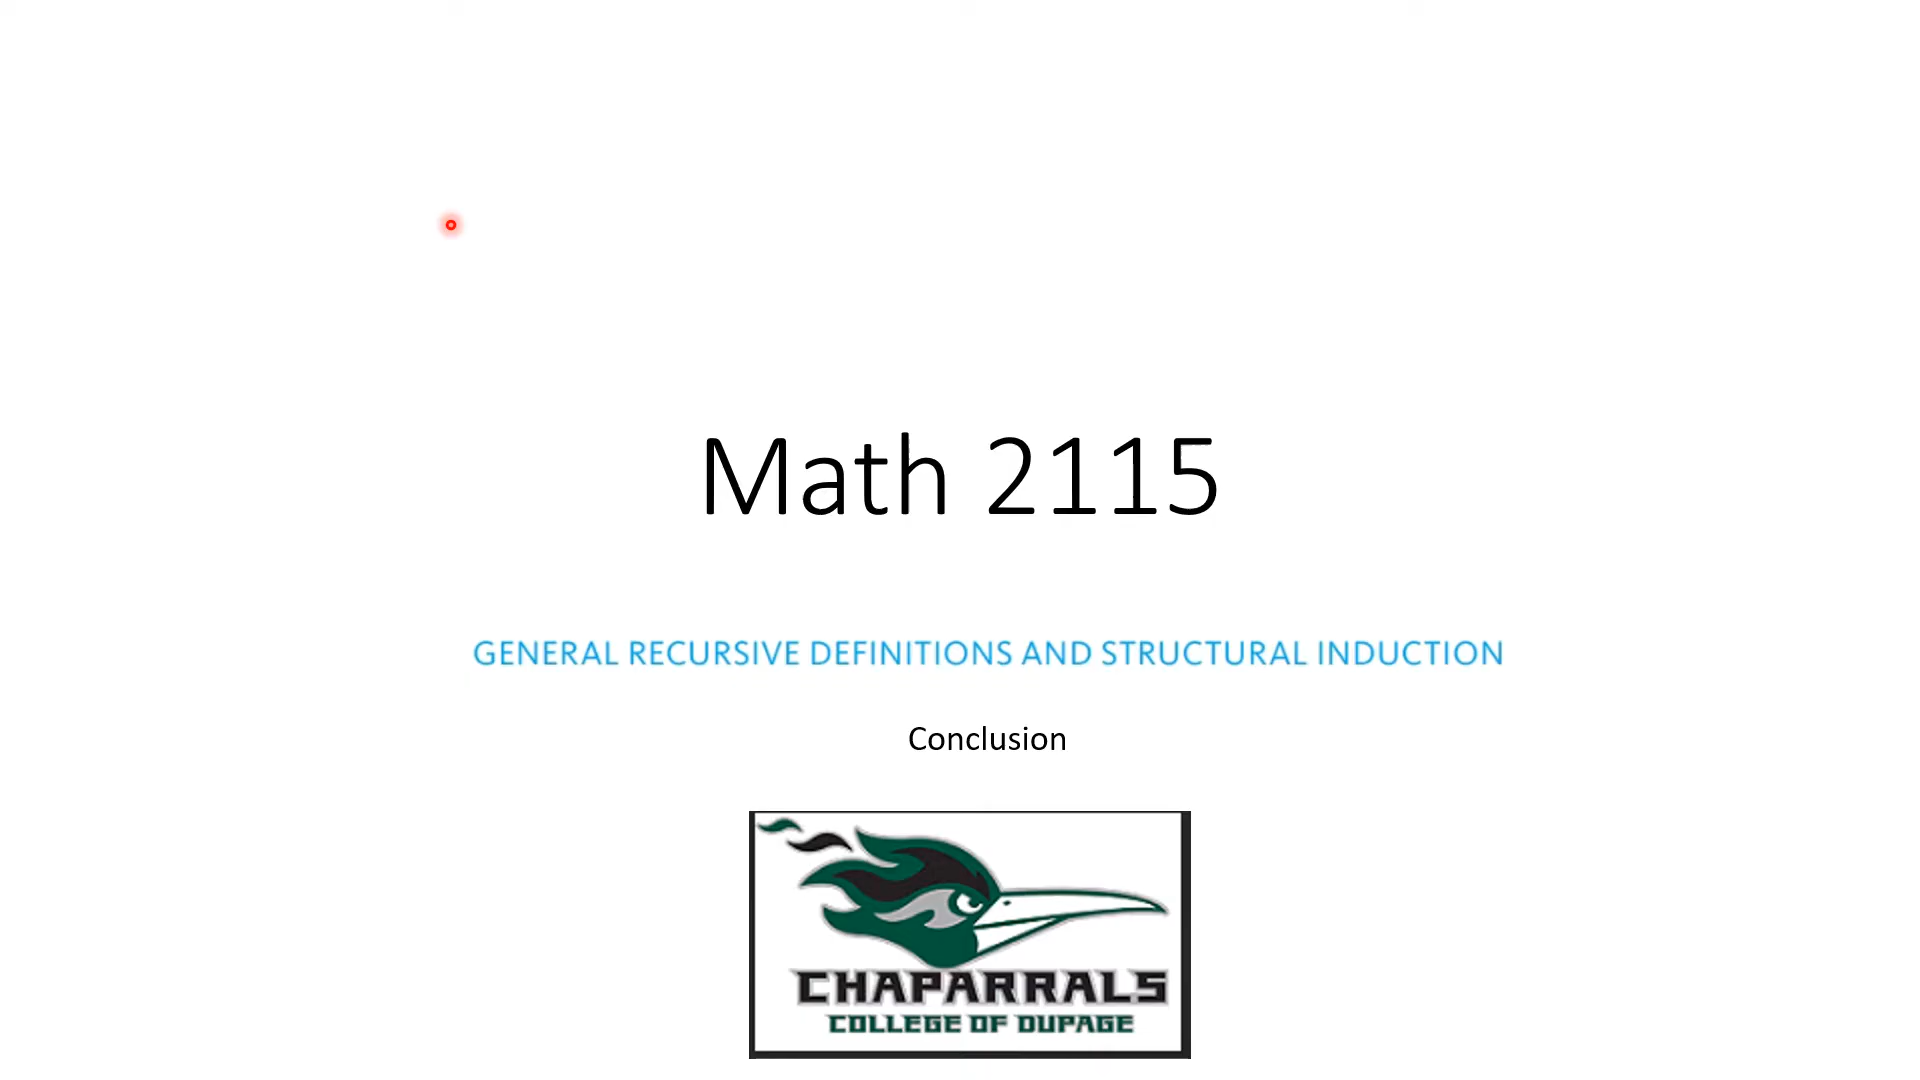 Math 2115
GENERAL RECURSIVE DEFINITIONS AND STRUCTURAL INDUCTION
Conclusion
CHAPARRALS
COLLEGE OF DUPAGE